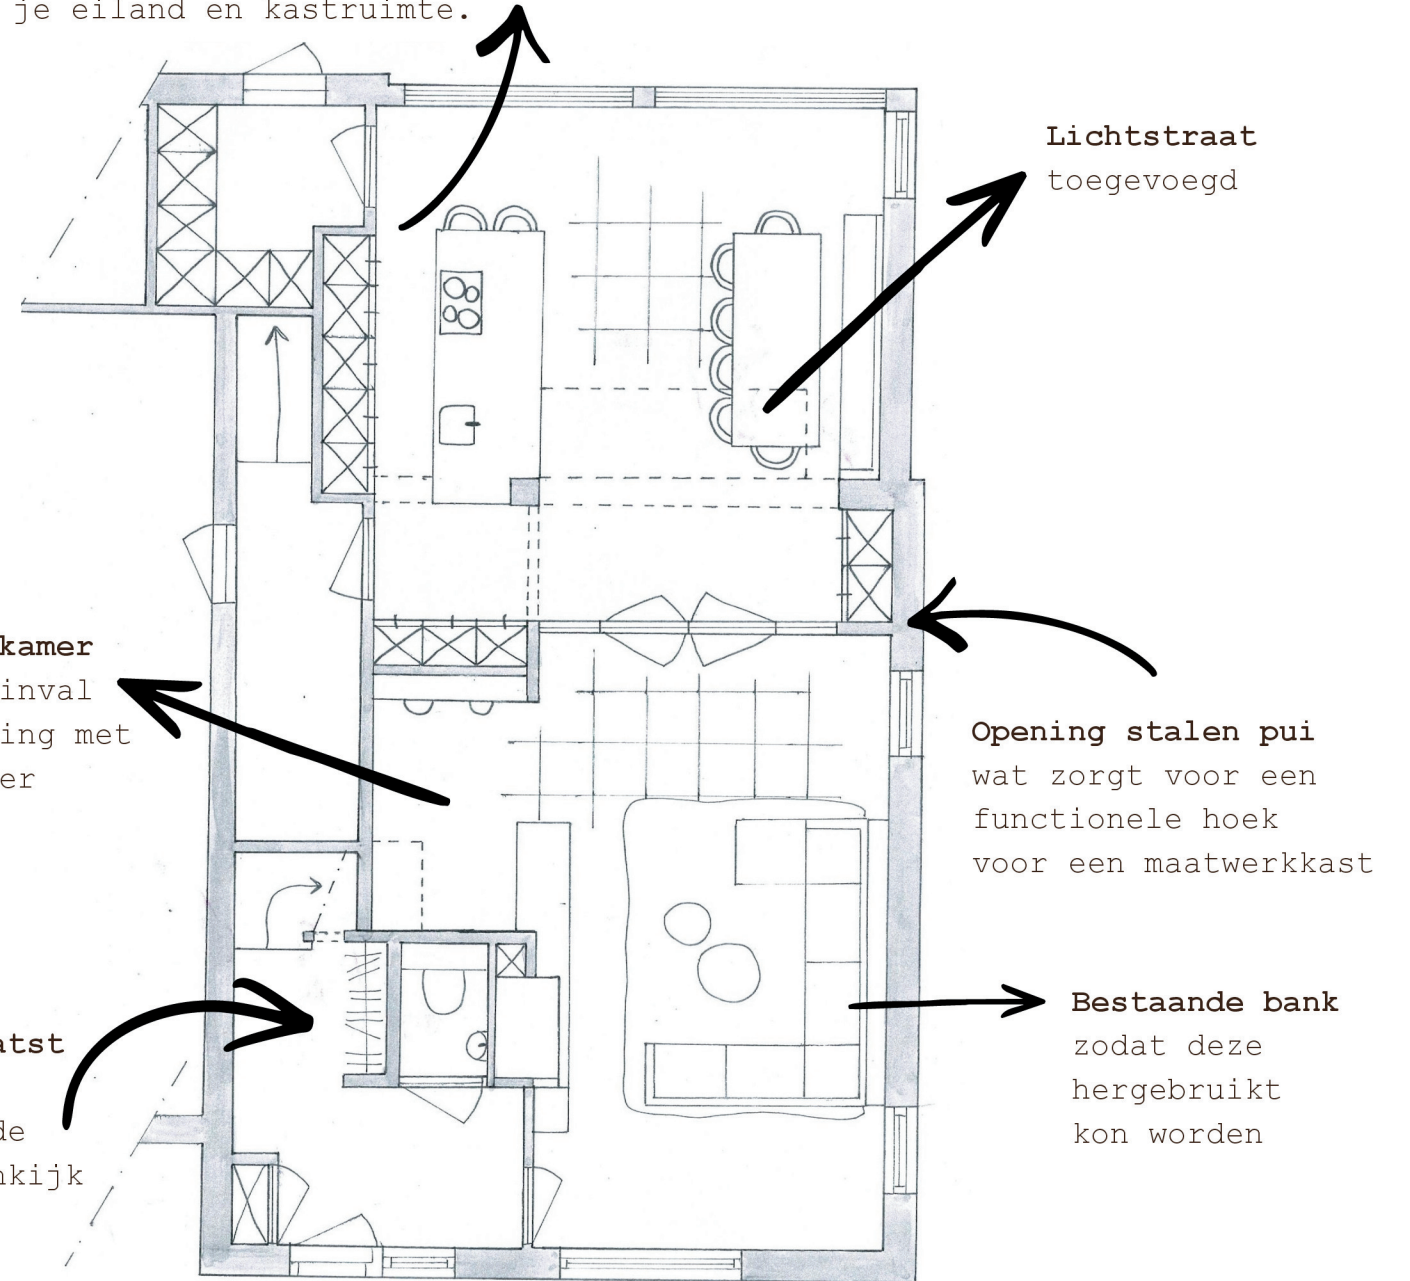 je eiland en kastruimte.
Lichtstraat
toegevoegd
kamer
inval
ing met
er
Opening stalen pui
wat zorgt voor een
functionele hoek
voor een maatwerkkast
Bestaande bank
zodat deze
hergebruikt
kon worden
atst
de
nkijk